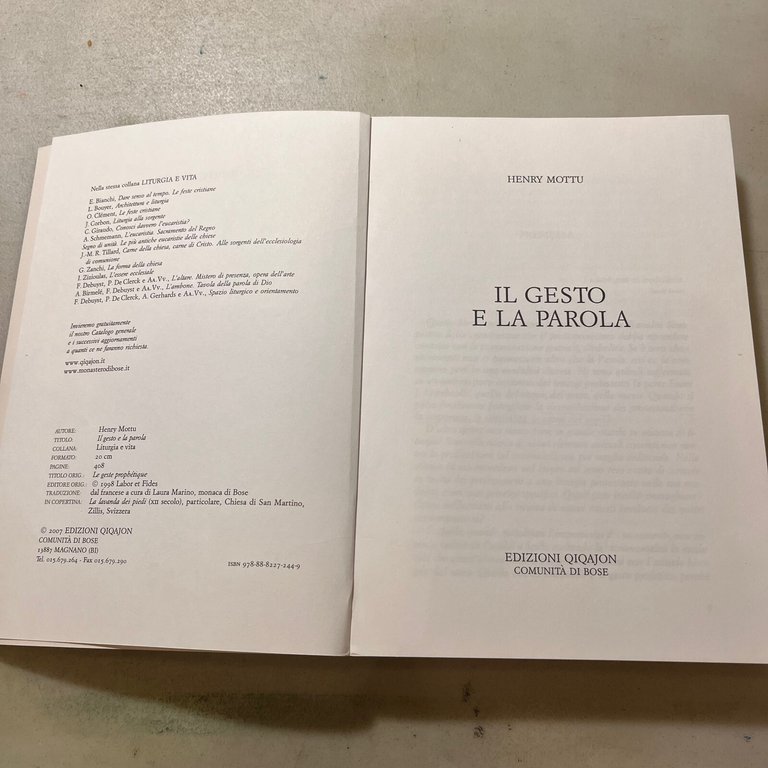 Nella stessa collana LITURGIA E VITA
E. Bianchi, Dare senso al tempo. Le feste cristiane
L. Bouyer, Architettura e liturgia
O. Clément, Le feste cristiane
J. Corbon, Liturgia alla sorgente
C. Giraudo, Conosci davvero l'eucaristia?
A. Schmemann, L'eucaristia. Sacramento del Regno
Segno di unità. Le più antiche eucaristie delle chiese
J.-M. R. Tillard, Carne della chiesa, carne di Cristo. Alle sorgenti dell'ecclesiologia
di comunione
G. Zanchi, La forma della chiesa
I. Zizioulas, L'essere ecclesiale
F. Debuyst, P. De Clerck e Aa.Vv., L'altare. Mistero di presenza, opera dell'arte
A. Birmelé, F. Debuyst e Aa.Vv., L'ambone. Tavola della parola di Dio
F. Debuyst, P. De Clerck, A. Gerhards e Aa.Vv., Spazio liturgico e orientamento
Invieremo gratuitamente
il nostro Catalogo generale
e i successivi aggiornamenti
a quanti ce ne faranno richiesta.
www.qiqajon.it
www.monasterodibose.it
AUTORE: Henry Mottu
TITOLO: Il gesto e la parola
COLLANA: Liturgia e vita
FORMATO: 20 cm
PAGINE: 408
TITOLO ORIG.: Le geste prophétique
EDITORE ORIG.: © 1998 Labor et Fides
TRADUZIONE: dal francese a cura di Laura Marino, monaca di Bose
IN COPERTINA: La lavanda dei piedi (XII secolo), particolare, Chiesa di San Martino,
Zillis, Svizzera
© 2007 EDIZIONI QIQAJON
COMUNITÀ DI BOSE
13887 MAGNANO (BI)
Tel. 015.679.264 - Fax 015.679.290
ISBN 978-88-8227-244-9
HENRY MOTTU
IL GESTO
E LA PAROLA
EDIZIONI QIQAJON
COMUNITÀ DI BOSE